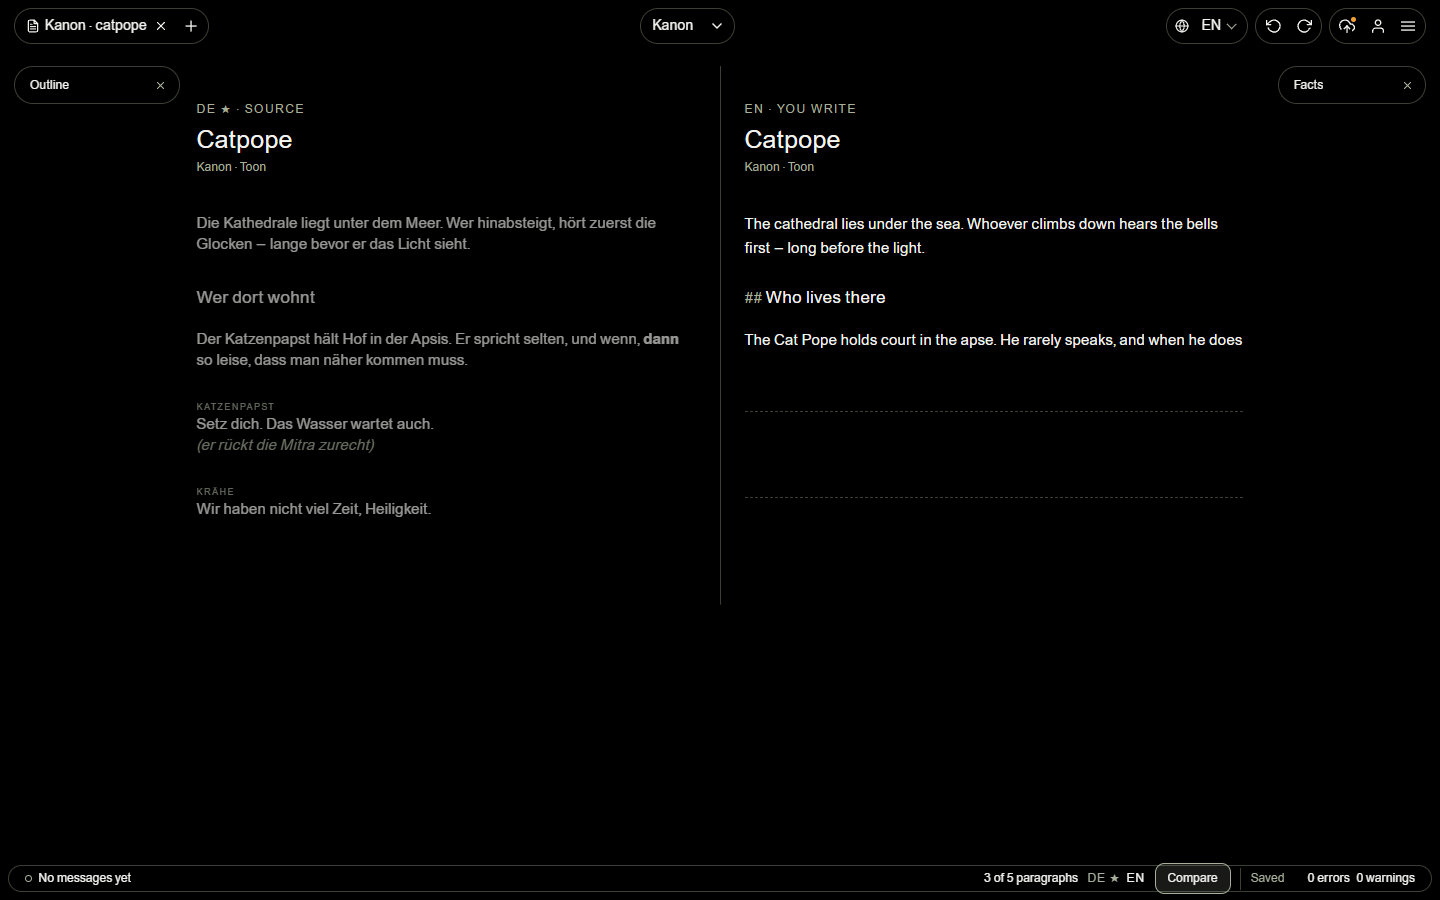 Kanon · catpope
Kanon
EN
Outline
Facts
DE ★ · SOURCE
Catpope
Kanon · Toon
Die Kathedrale liegt unter dem Meer. Wer hinabsteigt, hört zuerst die
Glocken – lange bevor er das Licht sieht.
Wer dort wohnt
Der Katzenpapst hält Hof in der Apsis. Er spricht selten, und wenn, dann
so leise, dass man näher kommen muss.
KATZENPAPST
Setz dich. Das Wasser wartet auch.
(er rückt die Mitra zurecht)
KRÄHE
Wir haben nicht viel Zeit, Heiligkeit.
EN · YOU WRITE
Catpope
Kanon · Toon
The cathedral lies under the sea. Whoever climbs down hears the bells
first – long before the light.
## Who lives there
The Cat Pope holds court in the apse. He rarely speaks, and when he does
No messages yet
3 of 5 paragraphs DE ★ EN Compare Saved 0 errors 0 warnings